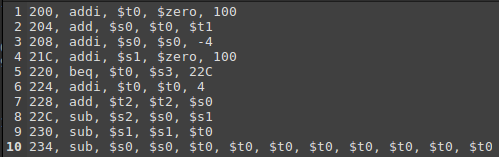 1 200, addi, $t0, $zero, 100
2 204, add, $s0, $t0, $t1
3 208, addi, $s0, $s0, -4
4 21C, addi, $s1, $zero, 100
5 220, beq, $t0, $s3, 22C
6 224, addi, $t0, $t0, 4
7 228, add, $t2, $t2, $s0
8 22C, sub, $s2, $s0, $s1
9 230, sub, $s1, $s1, $t0
10 234, sub, $s0, $s0, $t0, $t0, $t0, $t0, $t0, $t0, $t0